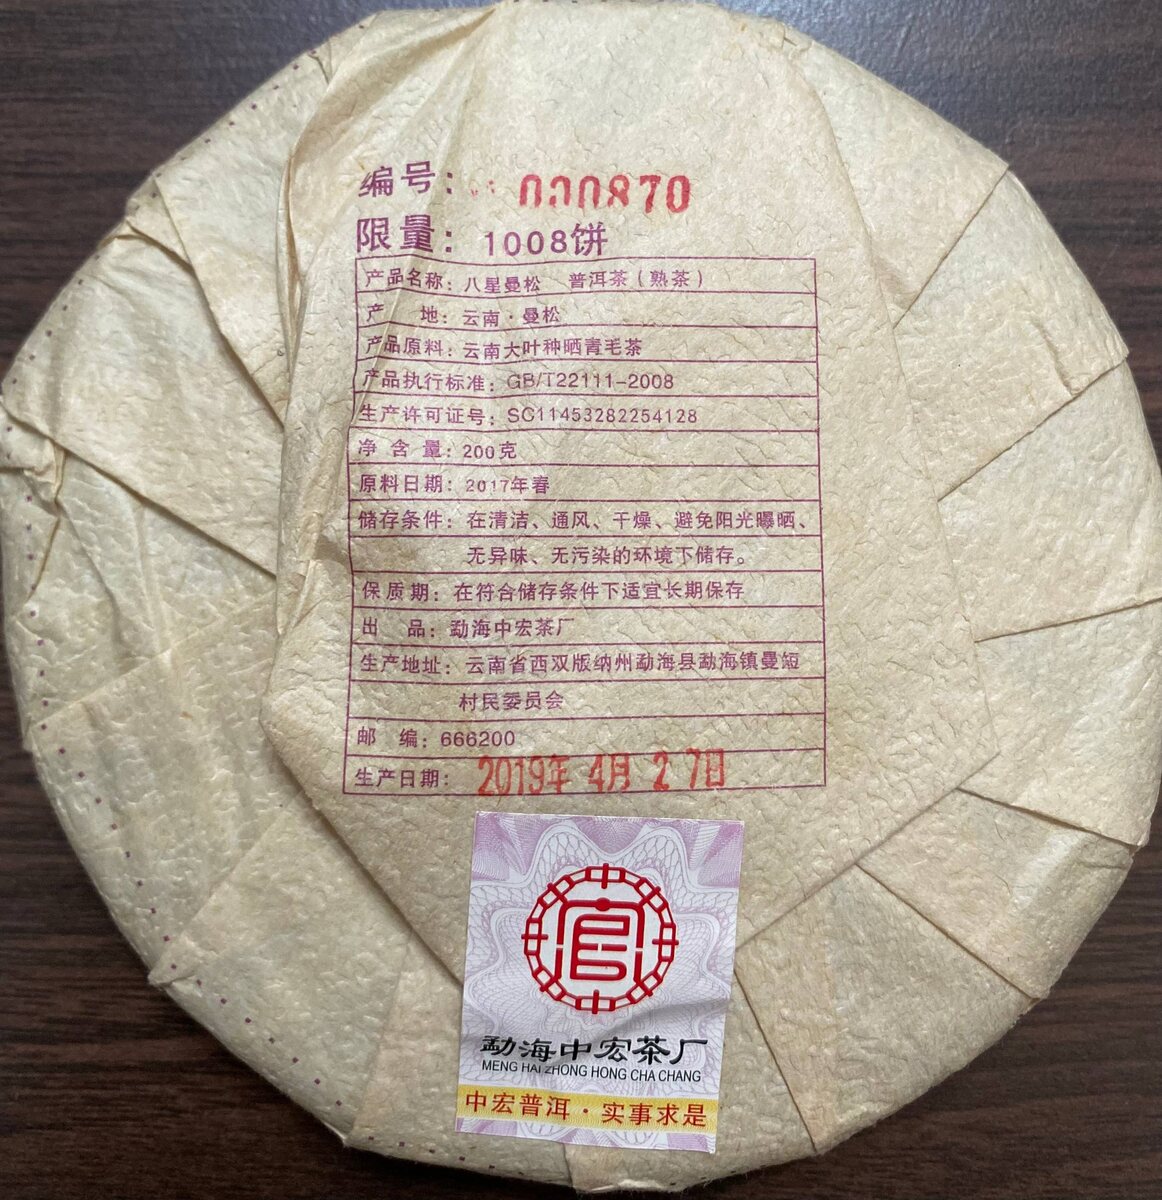 编号: 000870
限量: 1008饼
产品名称: 八星曼松 普洱茶(熟茶)
产 地: 云南·曼松
产品原料: 云南大叶种晒青毛茶
产品执行标准: GB/T22111-2008
生产许可证号: SC11453282254128
净 含 量: 200克
原料日期: 2017年春
储存条件: 在清洁、通风、干燥、避免阳光曝晒、
无异味、无污染的环境下储存。
保 质 期: 在符合储存条件下适宜长期保存
出 品: 勐海中宏茶厂
生产地址: 云南省西双版纳州勐海县勐海镇曼短
村民委员会
邮 编: 666200
生产日期: 2019年 4月 2 7日
勐海中宏茶厂
MENG HAI ZHONG HONG CHA CHANG
中宏普洱·实事求是